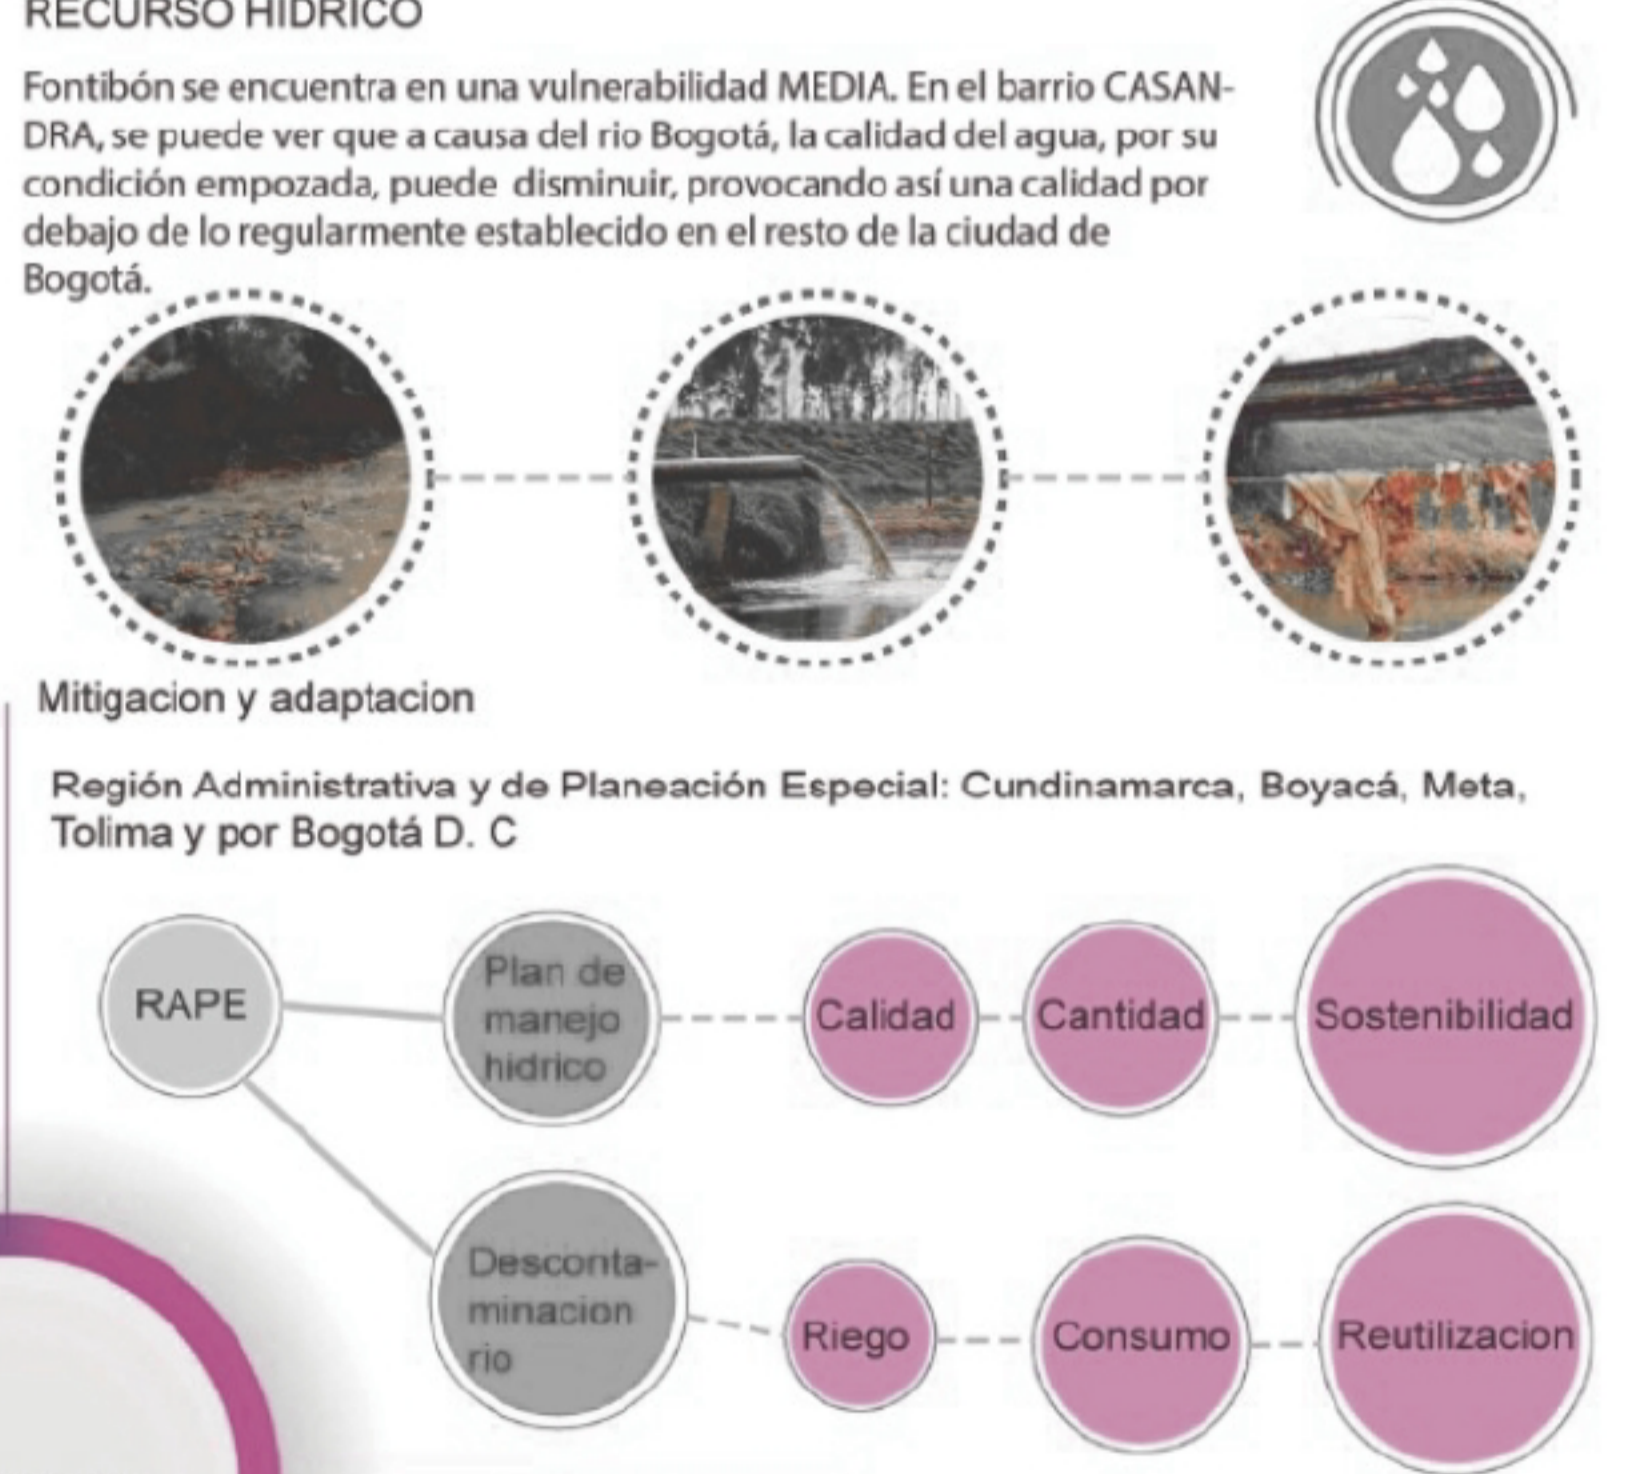 RECURSO HIDRICO
Fontibón se encuentra en una vulnerabilidad MEDIA. En el barrio CASAN-
DRA, se puede ver que a causa del rio Bogotá, la calidad del agua, por su
condición empozada, puede disminuir, provocando así una calidad por
debajo de lo regularmente establecido en el resto de la ciudad de
Bogotá.
Mitigacion y adaptacion
Región Administrativa y de Planeación Especial: Cundinamarca, Boyacá, Meta,
Tolima y por Bogotá D. C
RAPE
Plan de
manejo
hidrico
Calidad
Cantidad
Sostenibilidad
Desconta-
minacion
rio
Riego
Consumo
Reutilizacion